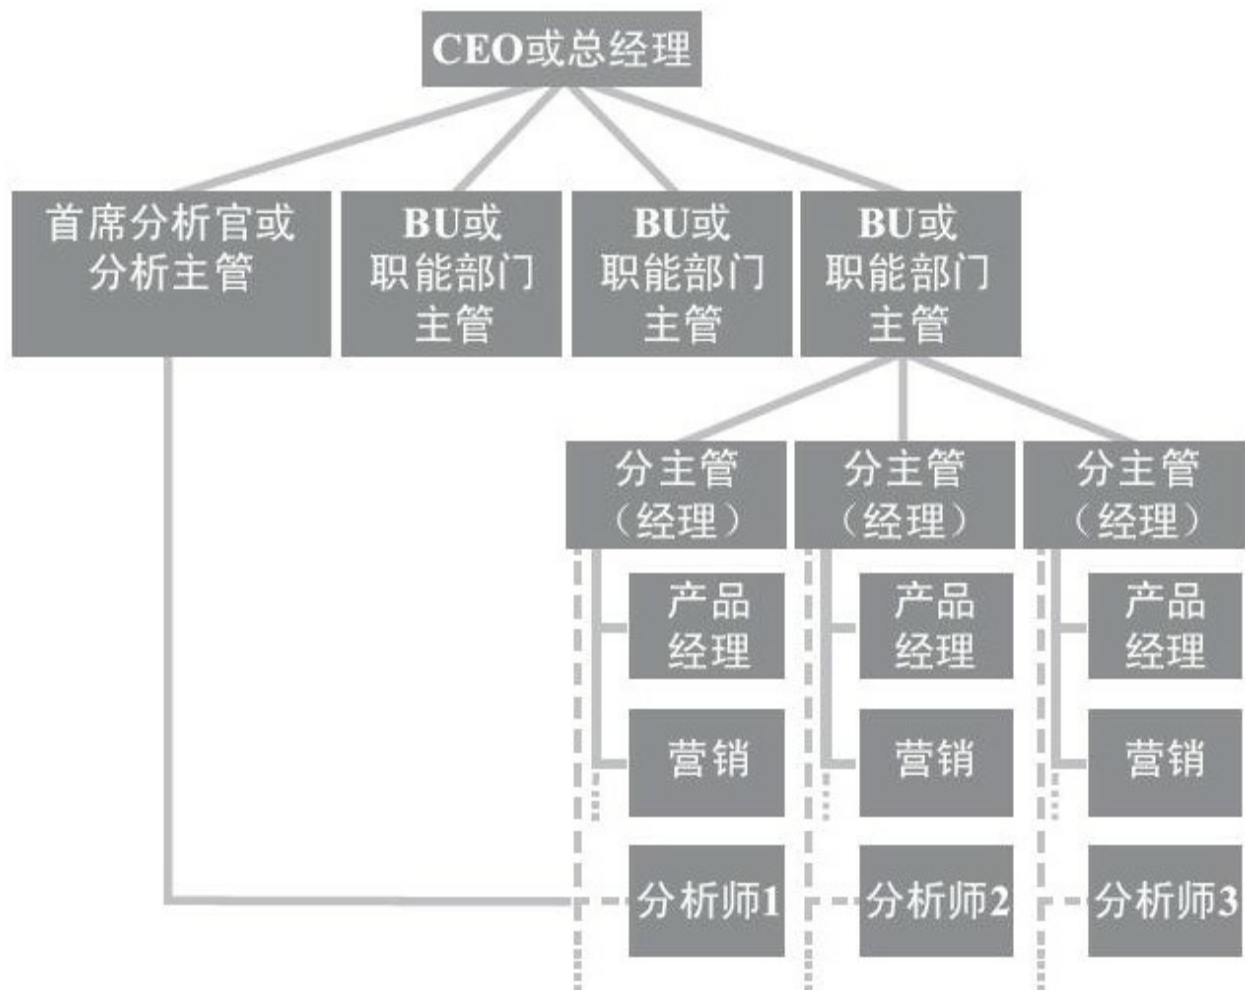 CEO或总经理
首席分析官或
分析主管
BU或
职能部门
主管
BU或
职能部门
主管
BU或
职能部门
主管
分主管
（经理）
分主管
（经理）
分主管
（经理）
产品
经理
产品
经理
产品
经理
营销
营销
营销
分析师1
分析师2
分析师3